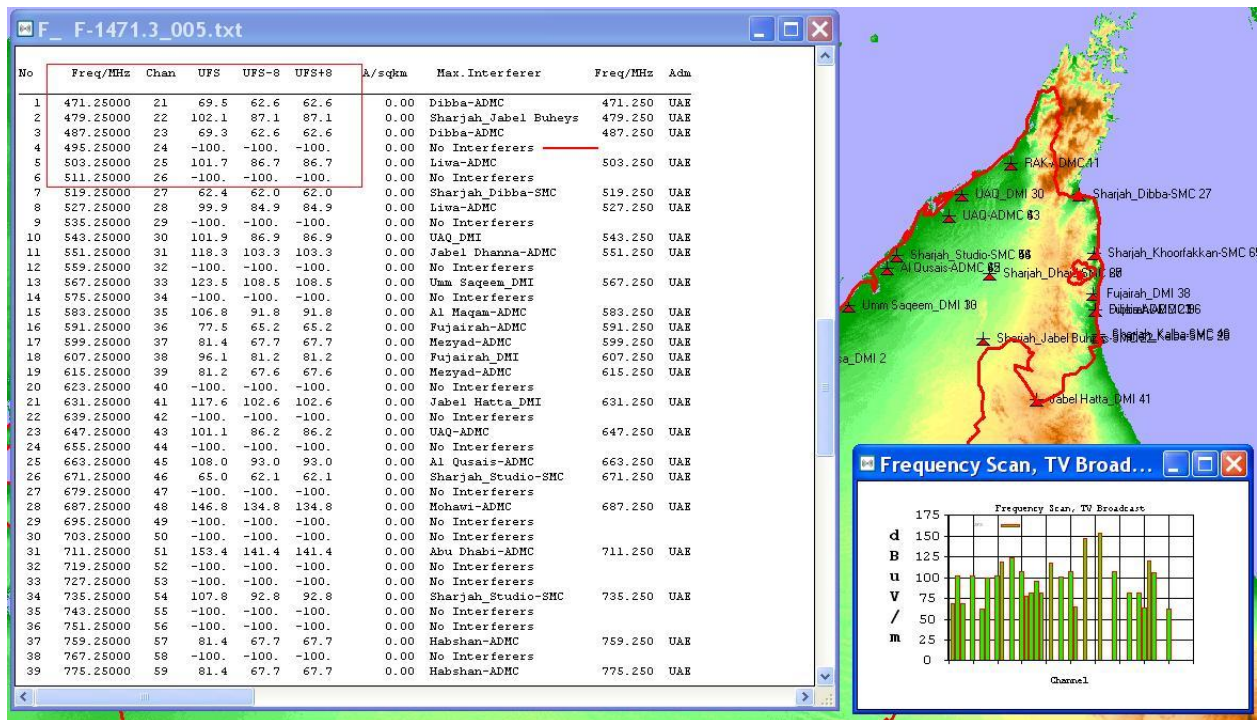 F_ F-1471.3_005.txt
No Freq/MHz Chan UFS UFS-8 UFS+8 A/sqkm Max.Interferer Freq/MHz Adm
1 471.25000 21 69.5 62.6 62.6 0.00 Dibba-ADMC 471.250 UAE
2 479.25000 22 102.1 87.1 87.1 0.00 Sharjah_Jabel Buheys 479.250 UAE
3 487.25000 23 69.3 62.6 62.6 0.00 Dibba-ADMC 487.250 UAE
4 495.25000 24 -100. -100. -100. 0.00 No Interferers
5 503.25000 25 101.7 86.7 86.7 0.00 Liwa-ADMC 503.250 UAE
6 511.25000 26 -100. -100. -100. 0.00 No Interferers
7 519.25000 27 62.4 62.0 62.0 0.00 Sharjah_Dibba-SMC 519.250 UAE
8 527.25000 28 99.9 84.9 84.9 0.00 Liwa-ADMC 527.250 UAE
9 535.25000 29 -100. -100. -100. 0.00 No Interferers
10 543.25000 30 101.9 86.9 86.9 0.00 UAQ_DMI 543.250 UAE
11 551.25000 31 118.3 103.3 103.3 0.00 Jabel Dhanna-ADMC 551.250 UAE
12 559.25000 32 -100. -100. -100. 0.00 No Interferers
13 567.25000 33 123.5 108.5 108.5 0.00 Umm Saqeem_DMI 567.250 UAE
14 575.25000 34 -100. -100. -100. 0.00 No Interferers
15 583.25000 35 106.8 91.8 91.8 0.00 Al Maqam-ADMC 583.250 UAE
16 591.25000 36 77.5 65.2 65.2 0.00 Fujairah-ADMC 591.250 UAE
17 599.25000 37 81.4 67.7 67.7 0.00 Mezyad-ADMC 599.250 UAE
18 607.25000 38 96.1 81.2 81.2 0.00 Fujairah_DMI 607.250 UAE
19 615.25000 39 81.2 67.6 67.6 0.00 Mezyad-ADMC 615.250 UAE
20 623.25000 40 -100. -100. -100. 0.00 No Interferers
21 631.25000 41 117.6 102.6 102.6 0.00 Jabel Hatta_DMI 631.250 UAE
22 639.25000 42 -100. -100. -100. 0.00 No Interferers
23 647.25000 43 101.1 86.2 86.2 0.00 UAQ-ADMC 647.250 UAE
24 655.25000 44 -100. -100. -100. 0.00 No Interferers
25 663.25000 45 108.0 93.0 93.0 0.00 Al Qusais-ADMC 663.250 UAE
26 671.25000 46 65.0 62.1 62.1 0.00 Sharjah_Studio-SMC 671.250 UAE
27 679.25000 47 -100. -100. -100. 0.00 No Interferers
28 687.25000 48 146.8 134.8 134.8 0.00 Mohawi-ADMC 687.250 UAE
29 695.25000 49 -100. -100. -100. 0.00 No Interferers
30 703.25000 50 -100. -100. -100. 0.00 No Interferers
31 711.25000 51 153.4 141.4 141.4 0.00 Abu Dhabi-ADMC 711.250 UAE
32 719.25000 52 -100. -100. -100. 0.00 No Interferers
33 727.25000 53 -100. -100. -100. 0.00 No Interferers
34 735.25000 54 107.8 92.8 92.8 0.00 Sharjah_Studio-SMC 735.250 UAE
35 743.25000 55 -100. -100. -100. 0.00 No Interferers
36 751.25000 56 -100. -100. -100. 0.00 No Interferers
37 759.25000 57 81.4 67.7 67.7 0.00 Habshan-ADMC 759.250 UAE
38 767.25000 58 -100. -100. -100. 0.00 No Interferers
39 775.25000 59 81.4 67.7 67.7 0.00 Habshan-ADMC 775.250 UAE
RAK-ADMC 11
UAQ_DMI 30
Sharjah_Dibba-SMC 27
UAQ-ADMC
Sharjah_Studio-SMC
Sharjah_Khoorfakkan-SMC
Al Qusais-ADMC
Fujairah_DMI 38
Umm Saqeem_DMI
Sharjah_Jabel
Sharjah_Kalba-SMC
sa_DMI 2
Jabel Hatta_DMI 41
Frequency Scan, TV Broad...
Frequency Scan, TV Broadcast
dBuV/m
175
150
125
100
75
50
25
0
Channel